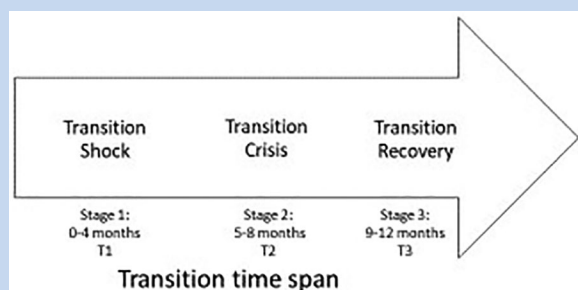 Transition
Shock
Transition
Crisis
Transition
Recovery
Stage 1:
0-4 months
T1
Stage 2:
5-8 months
T2
Stage 3:
9-12 months
T3
Transition time span